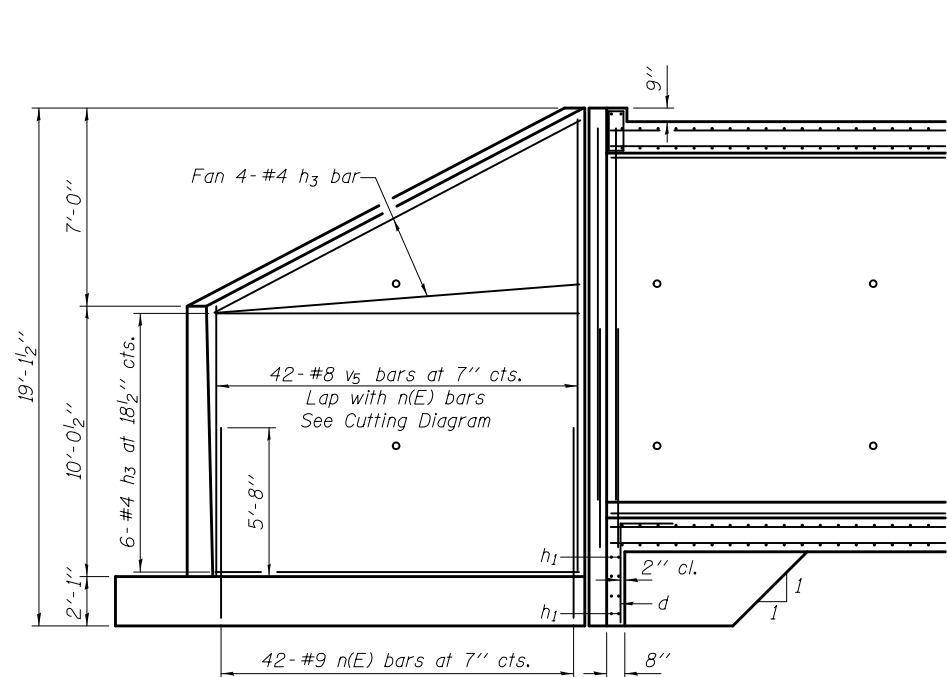 9"
Fan 4-#4 h3 bar
7'-0"
19'-1½"
10'-0½"
6-#4 h3 at 18½" cts.
42-#8 v5 bars at 7" cts.
Lap with n(E) bars
See Cutting Diagram
5'-8"
2'-1"
h1
2" cl.
h1
d
1
1
42-#9 n(E) bars at 7" cts.
8"